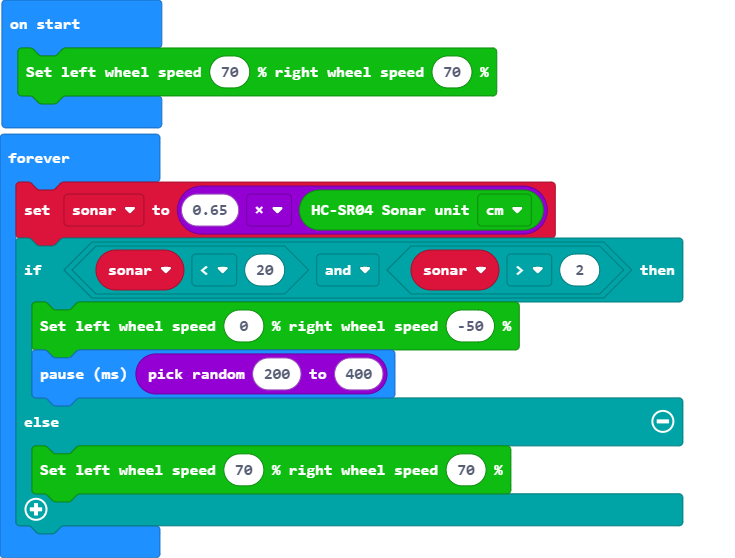 on start
Set left wheel speed 70 % right wheel speed 70 %
forever
set sonar to 0.65 × HC-SR04 Sonar unit cm
if sonar < 20 and sonar > 2 then
Set left wheel speed 0 % right wheel speed -50 %
pause (ms) pick random 200 to 400
else
Set left wheel speed 70 % right wheel speed 70 %